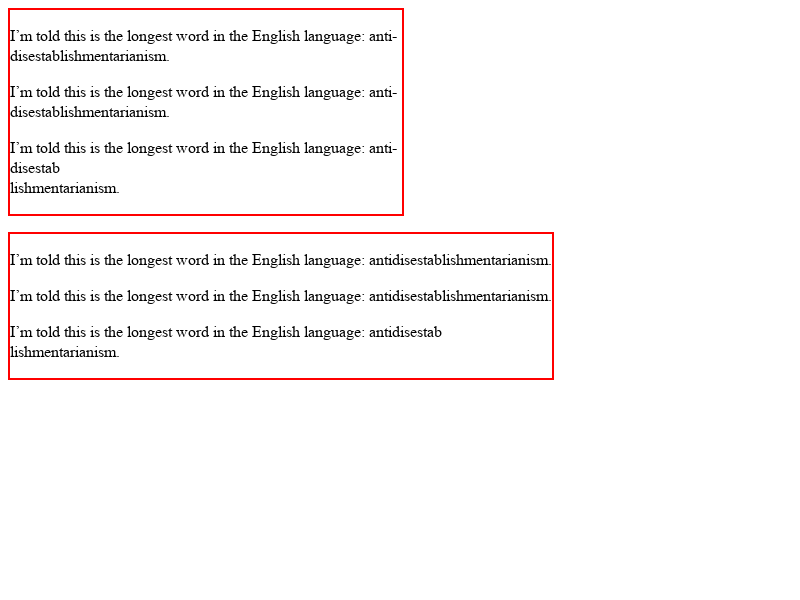 I’m told this is the longest word in the English language: anti-
disestablishmentarianism.
I’m told this is the longest word in the English language: anti-
disestablishmentarianism.
I’m told this is the longest word in the English language: anti-
disestab
lishmentarianism.
I’m told this is the longest word in the English language: antidisestablishmentarianism.
I’m told this is the longest word in the English language: antidisestablishmentarianism.
I’m told this is the longest word in the English language: antidisestab
lishmentarianism.